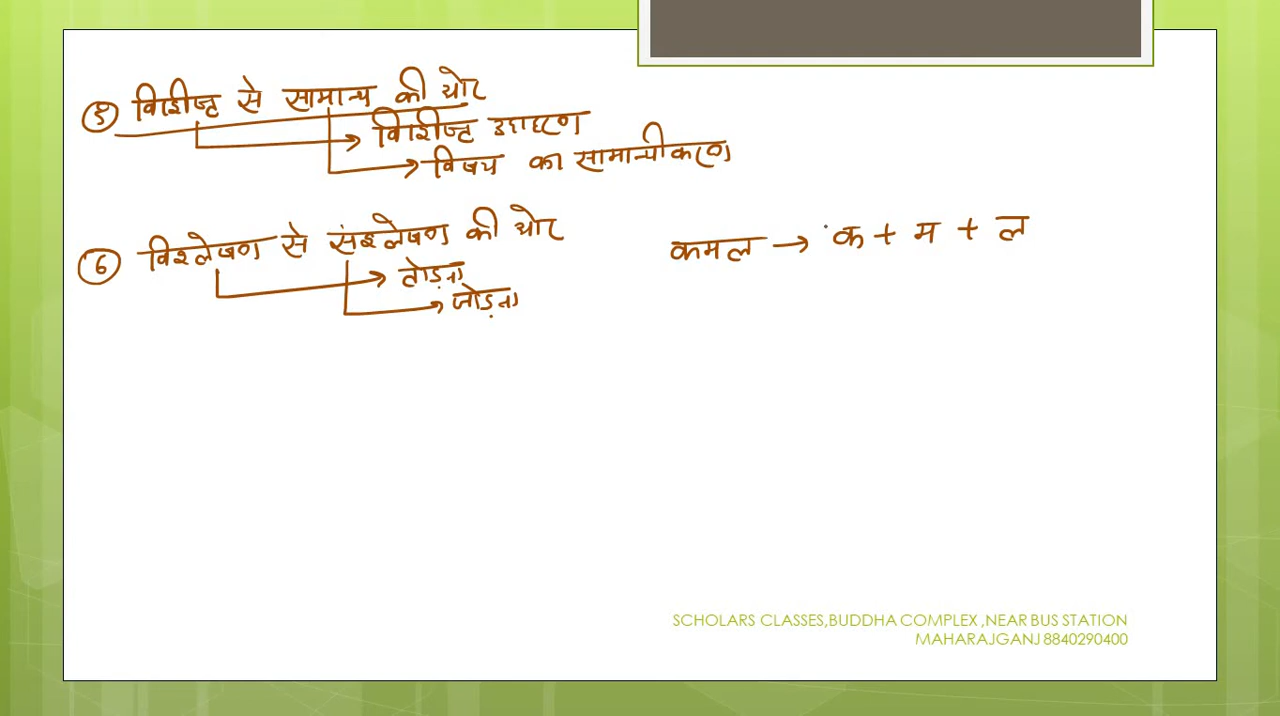 ५ विशिष्ट से सामान्य की ओर
विशिष्ट उदाहरण
विषय का सामान्यीकरण
6 विश्लेषण से संश्लेषण की ओर
तोड़ना
जोड़ना
कमल → क + म + ल
SCHOLARS CLASSES,BUDDHA COMPLEX ,NEAR BUS STATION
MAHARAJGANJ 8840290400